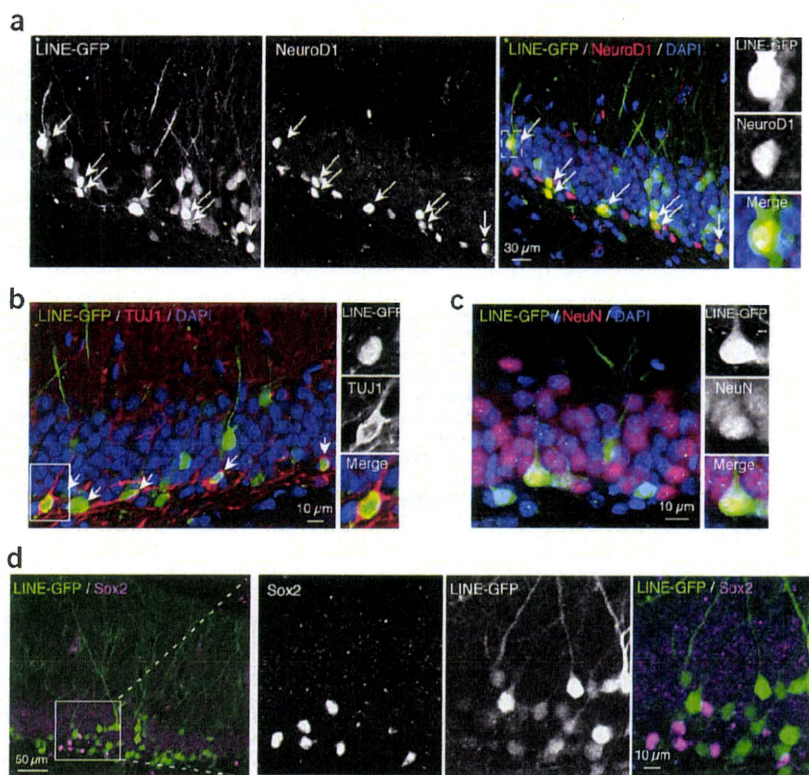 a
LINE-GFP
NeuroD1
LINE-GFP / NeuroD1 / DAPI
30 µm
LINE-GFP
NeuroD1
Merge
b
LINE-GFP / TUJ1 / DAPI
10 µm
LINE-GFP
TUJ1
Merge
c
LINE-GFP / NeuN / DAPI
10 µm
LINE-GFP
NeuN
Merge
d
LINE-GFP / Sox2
50 µm
Sox2
LINE-GFP
LINE-GFP / Sox2
10 µm